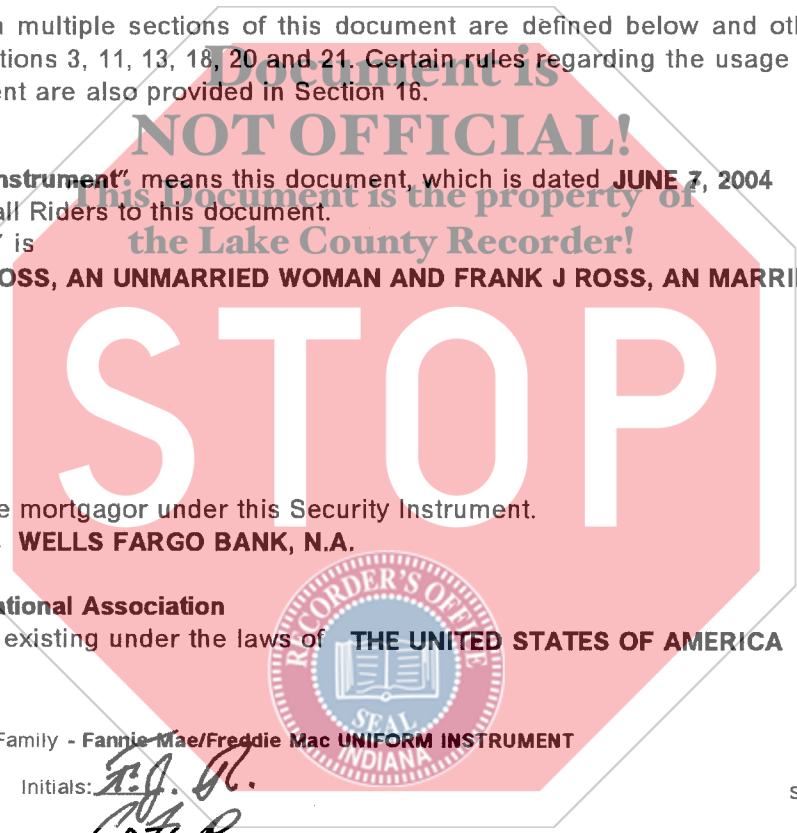 multiple sections of this document are defined below and
tions 3, 11, 13, 18, 20 and 21. Certain rules regarding the usage
Document is
ent are also provided in Section 16.
NOT OFFICIAL!
nstrument" means this document, which is dated JUNE 7, 2004
This Document is the property of
all Riders to this document.
" is
the Lake County Recorder!
OSS, AN UNMARRIED WOMAN AND FRANK J ROSS, AN MARRI
STOP
e mortgagor under this Security Instrument.
WELLS FARGO BANK, N.A.
ational Association
existing under the laws of THE UNITED STATES OF AMERICA
RECORDER'S OFFICE
SEAL
INDIANA
Family - Fannie Mae/Freddie Mac UNIFORM INSTRUMENT
Initials: F.J. R.